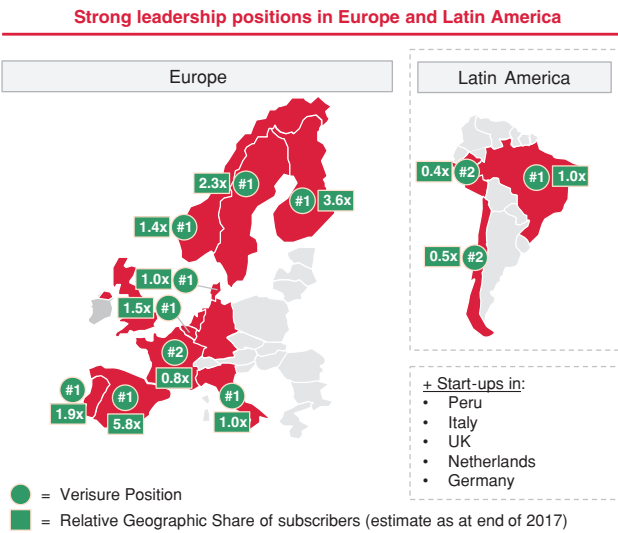 Strong leadership positions in Europe and Latin America
Europe
Latin America
2.3x #1
#1 3.6x
1.4x #1
1.0x #1
1.5x #1
#2
0.8x
#1
1.9x
#1
5.8x
#1
1.0x
0.4x #2
#1 1.0x
0.5x #2
+ Start-ups in:
• Peru
• Italy
• UK
• Netherlands
• Germany
= Verisure Position
= Relative Geographic Share of subscribers (estimate as at end of 2017)